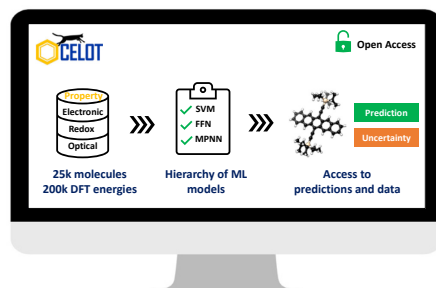 OCELOT
Open Access
Property
Electronic
Redox
Optical
SVM
FFN
MPNN
Prediction
Uncertainty
25k molecules
200k DFT energies
Hierarchy of ML
models
Access to
predictions and data